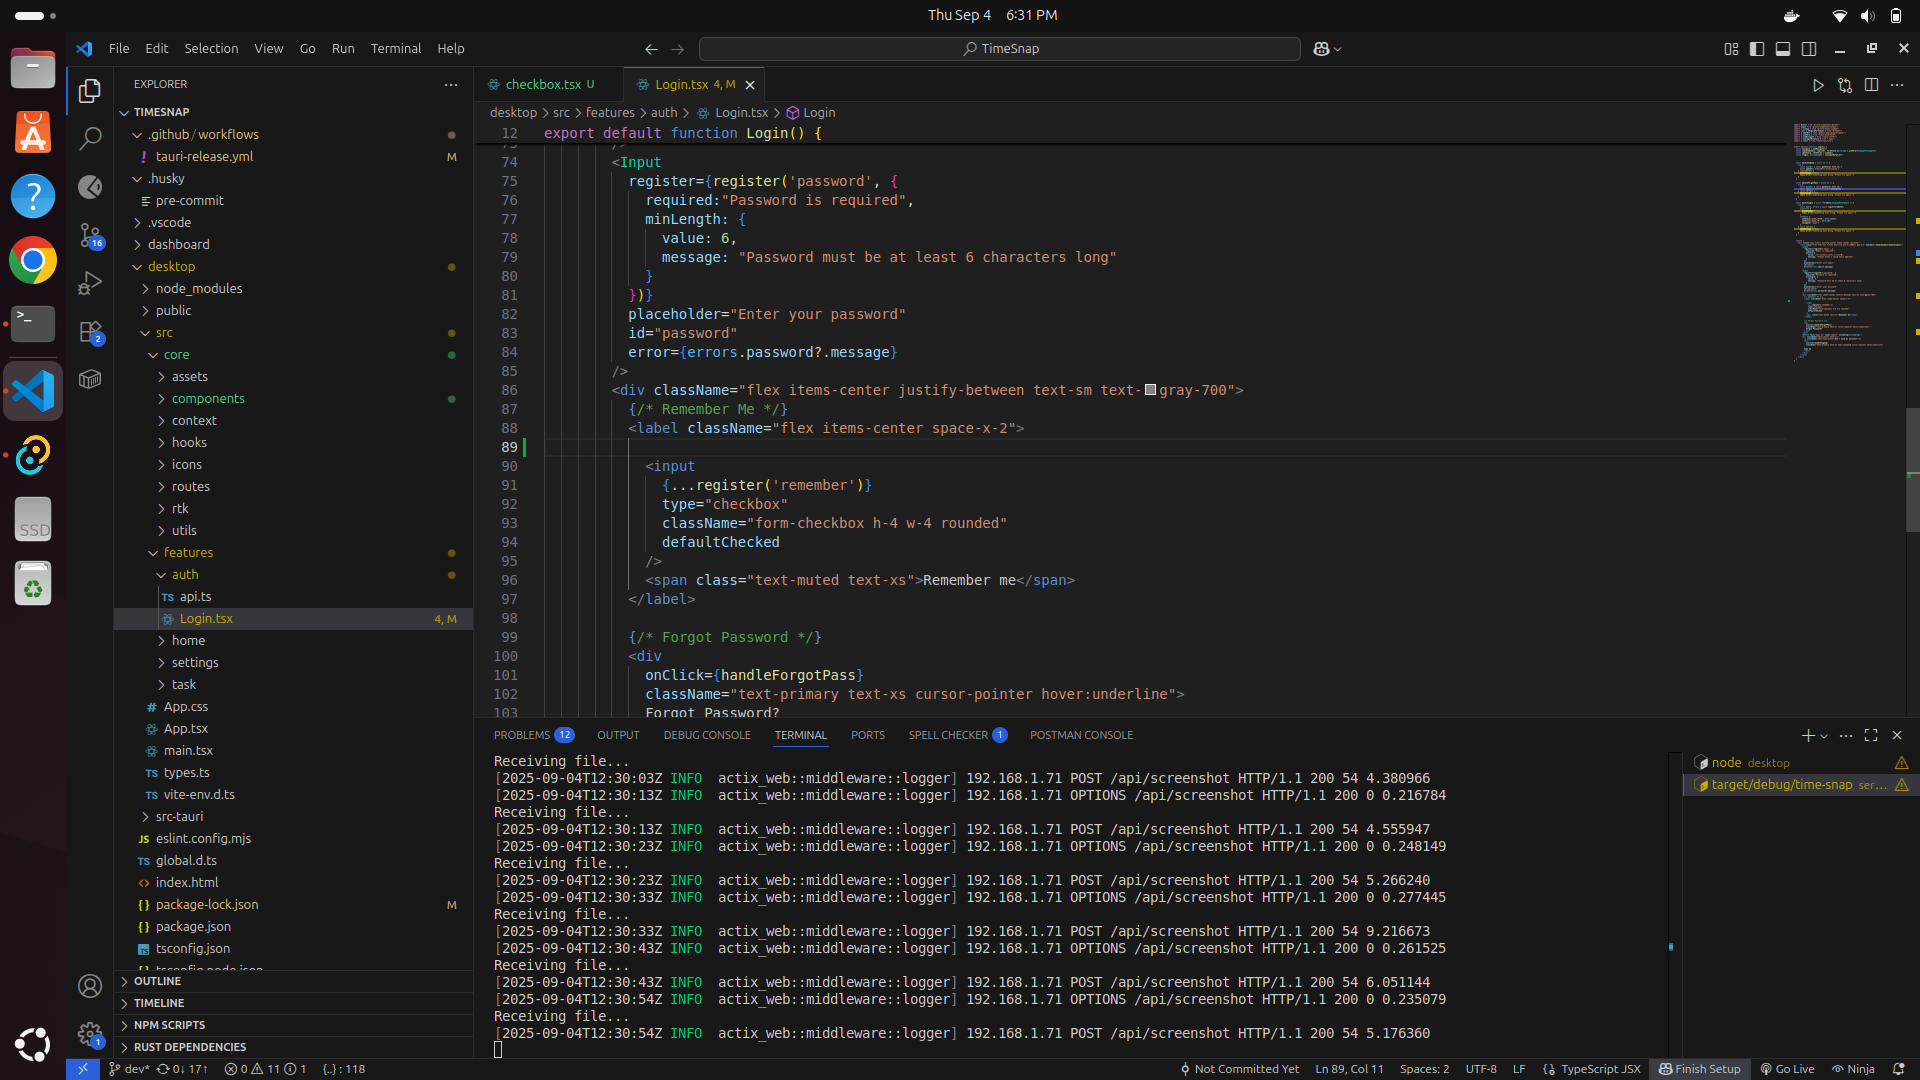 Thu Sep 4 6:31 PM
File Edit Selection View Go Run Terminal Help
TimeSnap
EXPLORER
TIMESNAP
.github/workflows
tauri-release.yml M
.husky
pre-commit
.vscode
dashboard
desktop
node_modules
public
src
core
assets
components
context
hooks
icons
routes
rtk
utils
features
auth
TS api.ts
Login.tsx 4, M
home
settings
task
# App.css
App.tsx
main.tsx
TS types.ts
TS vite-env.d.ts
src-tauri
JS eslint.config.mjs
TS global.d.ts
<> index.html
{} package-lock.json M
{} package.json
tsconfig.json
tsconfig.node.json
OUTLINE
TIMELINE
NPM SCRIPTS
RUST DEPENDENCIES
16
2
1
SSD
checkbox.tsx U
Login.tsx 4, M
desktop > src > features > auth > Login.tsx > Login
12 export default function Login() {
73 />
74 <Input
75 register={register('password', {
76 required:"Password is required",
77 minLength: {
78 value: 6,
79 message: "Password must be at least 6 characters long"
80 }
81 })}
82 placeholder="Enter your password"
83 id="password"
84 error={errors.password?.message}
85 />
86 <div className="flex items-center justify-between text-sm text-gray-700">
87 {/* Remember Me */}
88 <label className="flex items-center space-x-2">
89
90 <input
91 {...register('remember')}
92 type="checkbox"
93 className="form-checkbox h-4 w-4 rounded"
94 defaultChecked
95 />
96 <span class="text-muted text-xs">Remember me</span>
97 </label>
98
99 {/* Forgot Password */}
100 <div
101 onClick={handleForgotPass}
102 className="text-primary text-xs cursor-pointer hover:underline">
103 Forgot Password?
PROBLEMS 12 OUTPUT DEBUG CONSOLE TERMINAL PORTS SPELL CHECKER 1 POSTMAN CONSOLE
Receiving file...
[2025-09-04T12:30:03Z INFO actix_web::middleware::logger] 192.168.1.71 POST /api/screenshot HTTP/1.1 200 54 4.380966
[2025-09-04T12:30:13Z INFO actix_web::middleware::logger] 192.168.1.71 OPTIONS /api/screenshot HTTP/1.1 200 0 0.216784
Receiving file...
[2025-09-04T12:30:13Z INFO actix_web::middleware::logger] 192.168.1.71 POST /api/screenshot HTTP/1.1 200 54 4.555947
[2025-09-04T12:30:23Z INFO actix_web::middleware::logger] 192.168.1.71 OPTIONS /api/screenshot HTTP/1.1 200 0 0.248149
Receiving file...
[2025-09-04T12:30:23Z INFO actix_web::middleware::logger] 192.168.1.71 POST /api/screenshot HTTP/1.1 200 54 5.266240
[2025-09-04T12:30:33Z INFO actix_web::middleware::logger] 192.168.1.71 OPTIONS /api/screenshot HTTP/1.1 200 0 0.277445
Receiving file...
[2025-09-04T12:30:33Z INFO actix_web::middleware::logger] 192.168.1.71 POST /api/screenshot HTTP/1.1 200 54 9.216673
[2025-09-04T12:30:43Z INFO actix_web::middleware::logger] 192.168.1.71 OPTIONS /api/screenshot HTTP/1.1 200 0 0.261525
Receiving file...
[2025-09-04T12:30:43Z INFO actix_web::middleware::logger] 192.168.1.71 POST /api/screenshot HTTP/1.1 200 54 6.051144
[2025-09-04T12:30:54Z INFO actix_web::middleware::logger] 192.168.1.71 OPTIONS /api/screenshot HTTP/1.1 200 0 0.235079
Receiving file...
[2025-09-04T12:30:54Z INFO actix_web::middleware::logger] 192.168.1.71 POST /api/screenshot HTTP/1.1 200 54 5.176360
node desktop
target/debug/time-snap ser...
dev* 0↓ 17↑ 0 11 1 {..} : 118
Not Committed Yet Ln 89, Col 11 Spaces: 2 UTF-8 LF {} TypeScript JSX Finish Setup Go Live Ninja